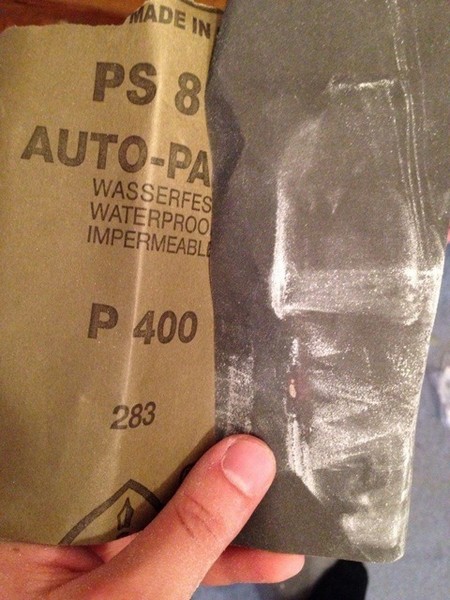 MADE IN
PS 8
AUTO-PA
WASSERFES
WATERPROO
IMPERMEABL
P 400
283